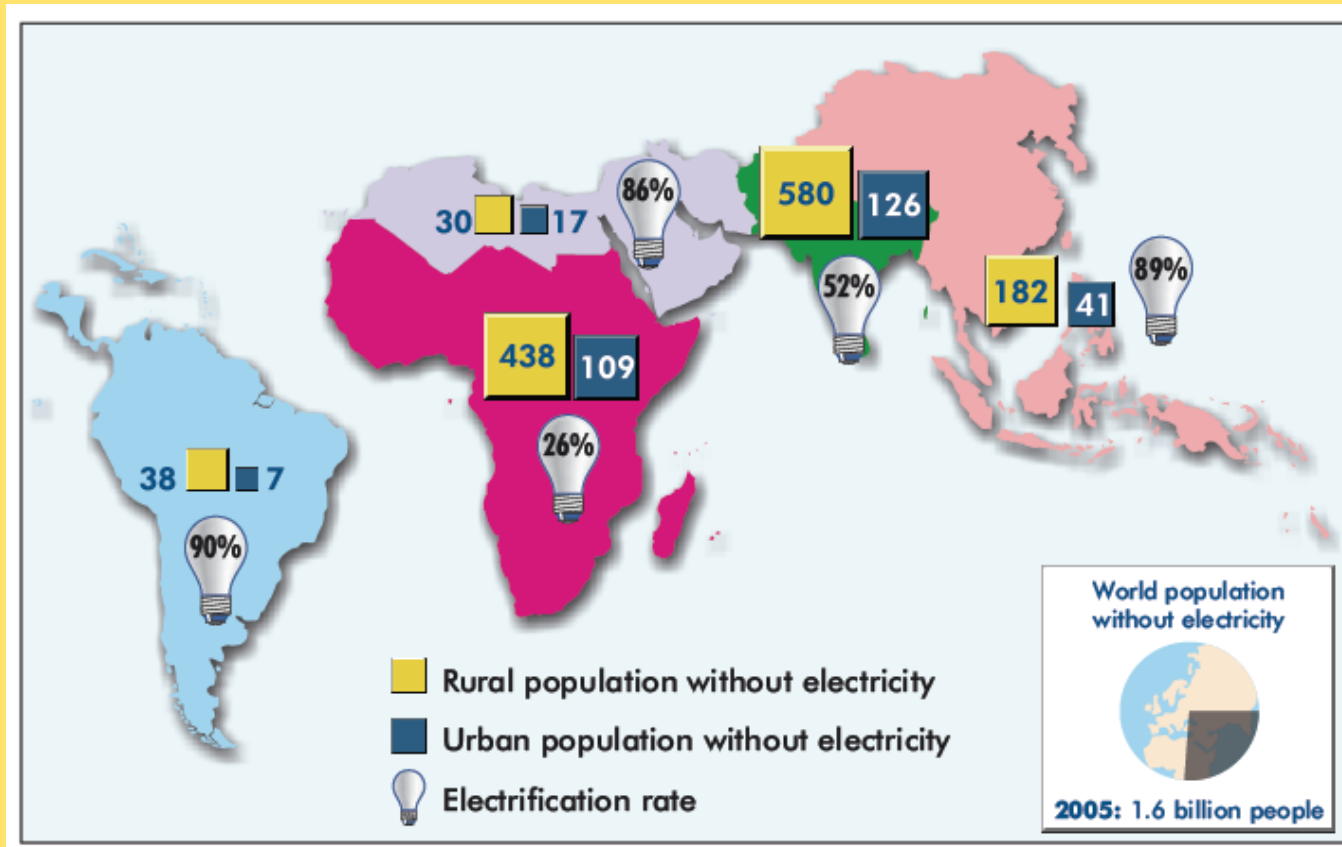 86%
580
126
30
17
52%
89%
182
41
438
109
26%
38
7
90%
World population
without electricity
2005: 1.6 billion people
Rural population without electricity
Urban population without electricity
Electrification rate